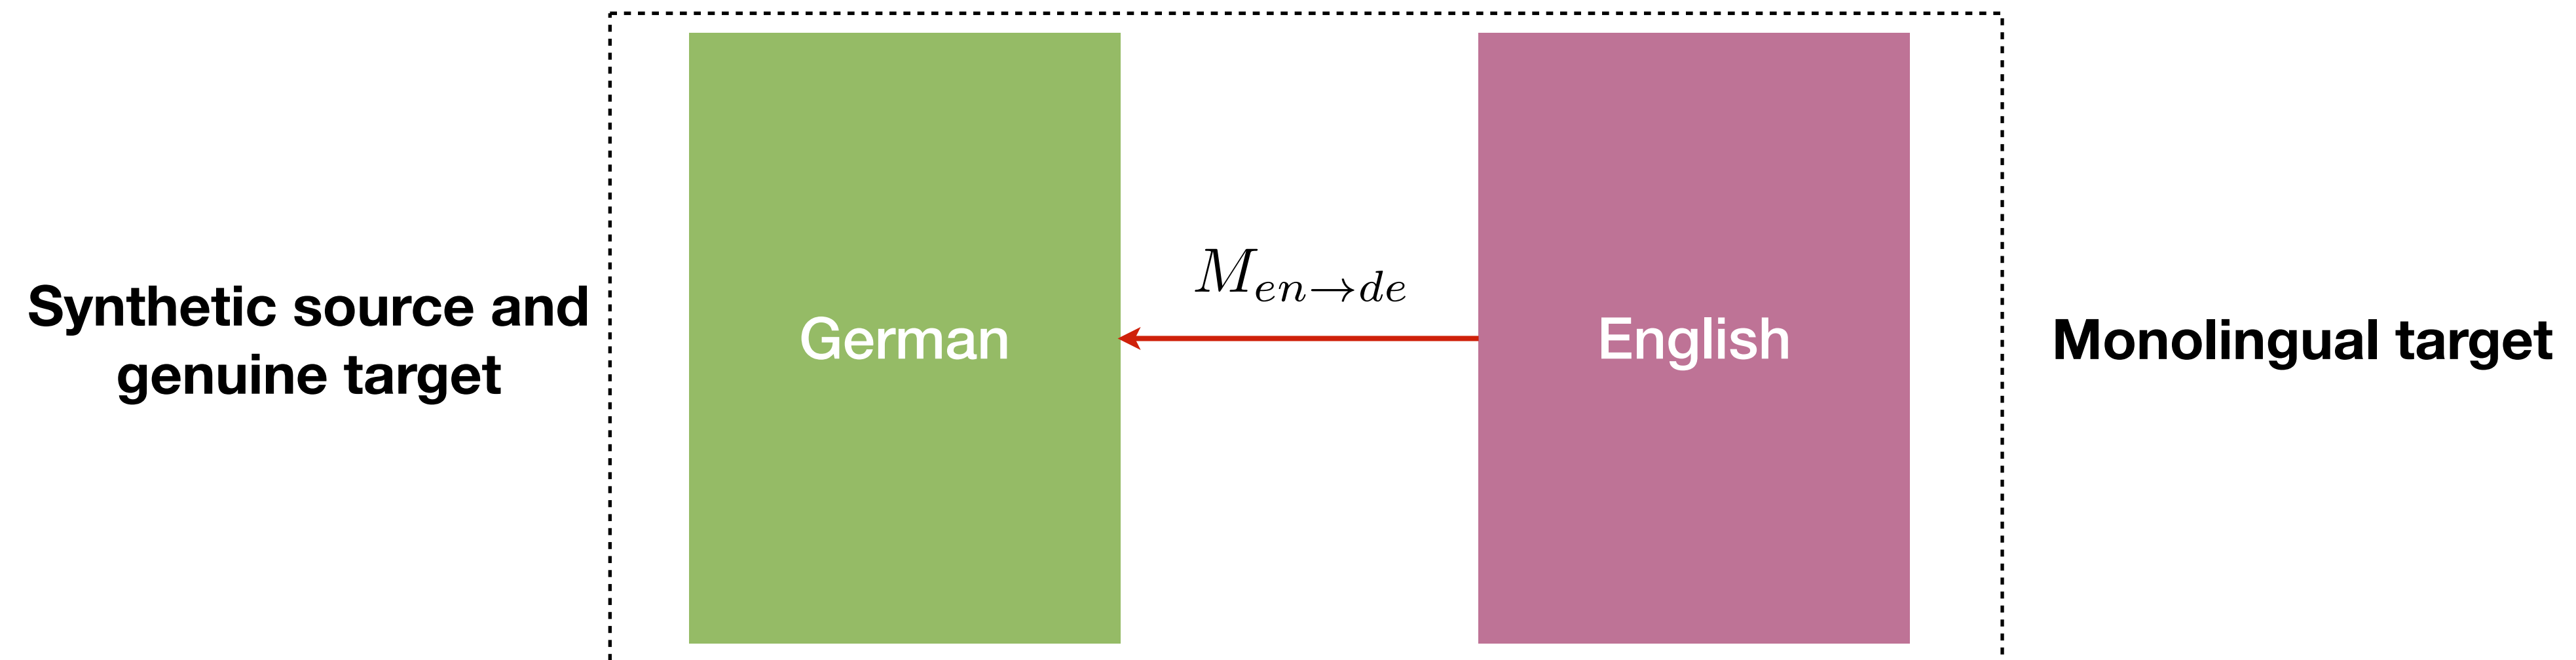 Synthetic source and
genuine target
German
M_{en→de}
English
Monolingual target